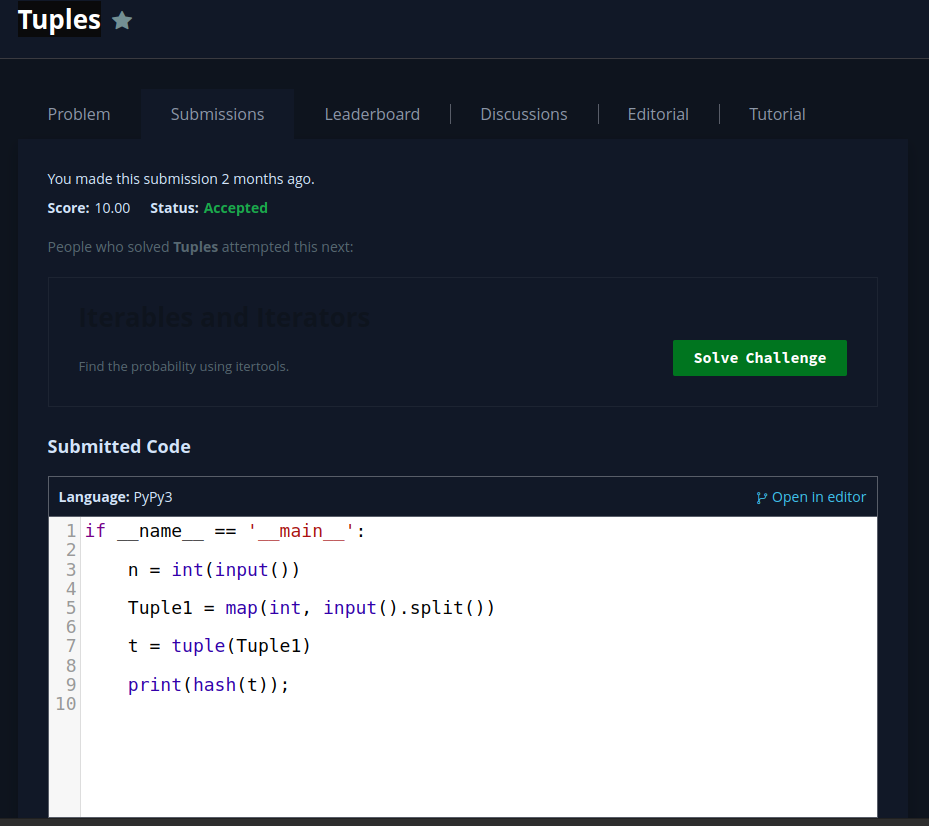 Tuples
Problem Submissions Leaderboard Discussions Editorial Tutorial
You made this submission 2 months ago.
Score: 10.00 Status: Accepted
People who solved Tuples attempted this next:
Iterables and Iterators
Find the probability using itertools.
Solve Challenge
Submitted Code
Language: PyPy3 Open in editor
1 if __name__ == '__main__':
2
3 n = int(input())
4
5 Tuple1 = map(int, input().split())
6
7 t = tuple(Tuple1)
8
9 print(hash(t));
10